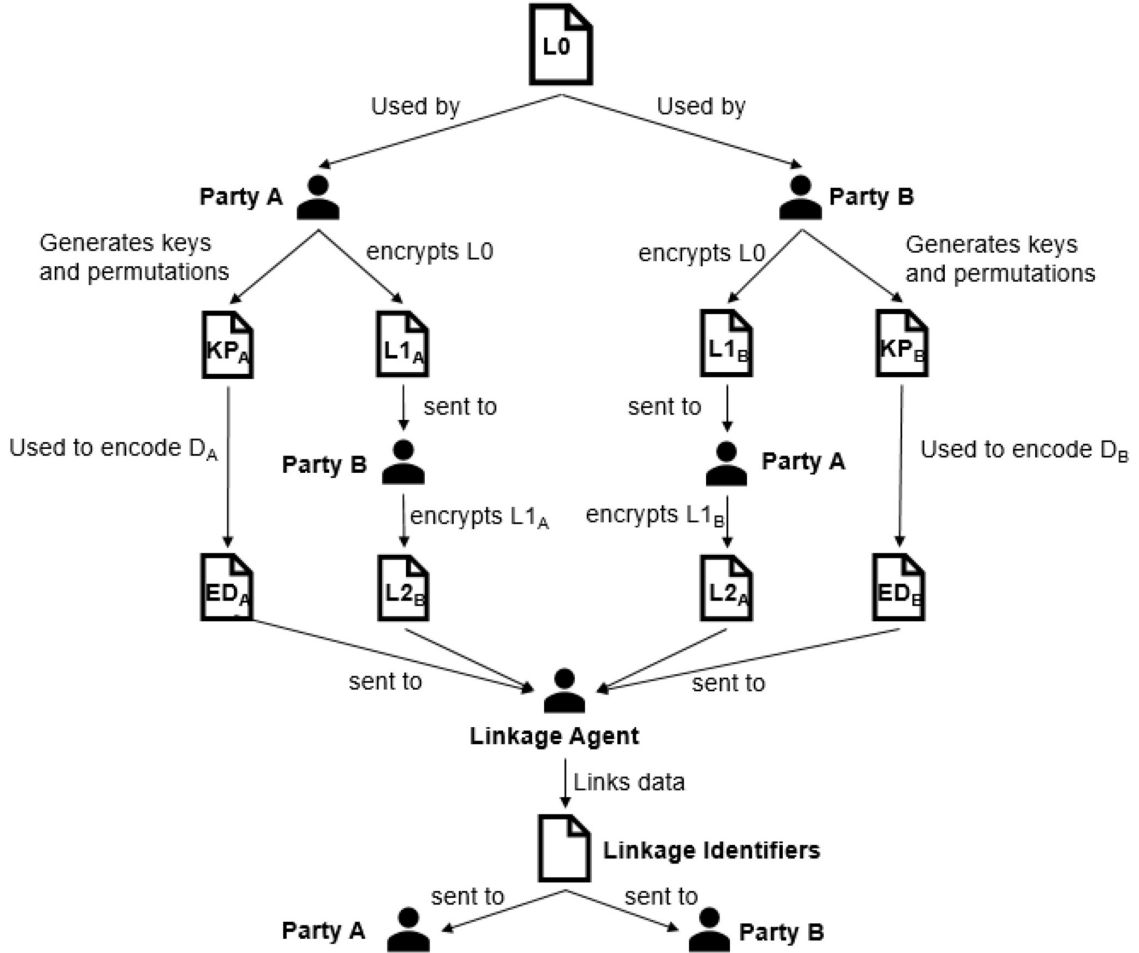 L0
Used by
Used by
Party A
Party B
Generates keys
and permutations
encrypts L0
encrypts L0
Generates keys
and permutations
KPA
L1A
L1B
KPB
sent to
sent to
Used to encode DA
Party B
Party A
Used to encode DB
encrypts L1A
encrypts L1B
EDA
L2B
L2A
EDB
sent to
sent to
Linkage Agent
Links data
Linkage Identifiers
sent to
sent to
Party A
Party B